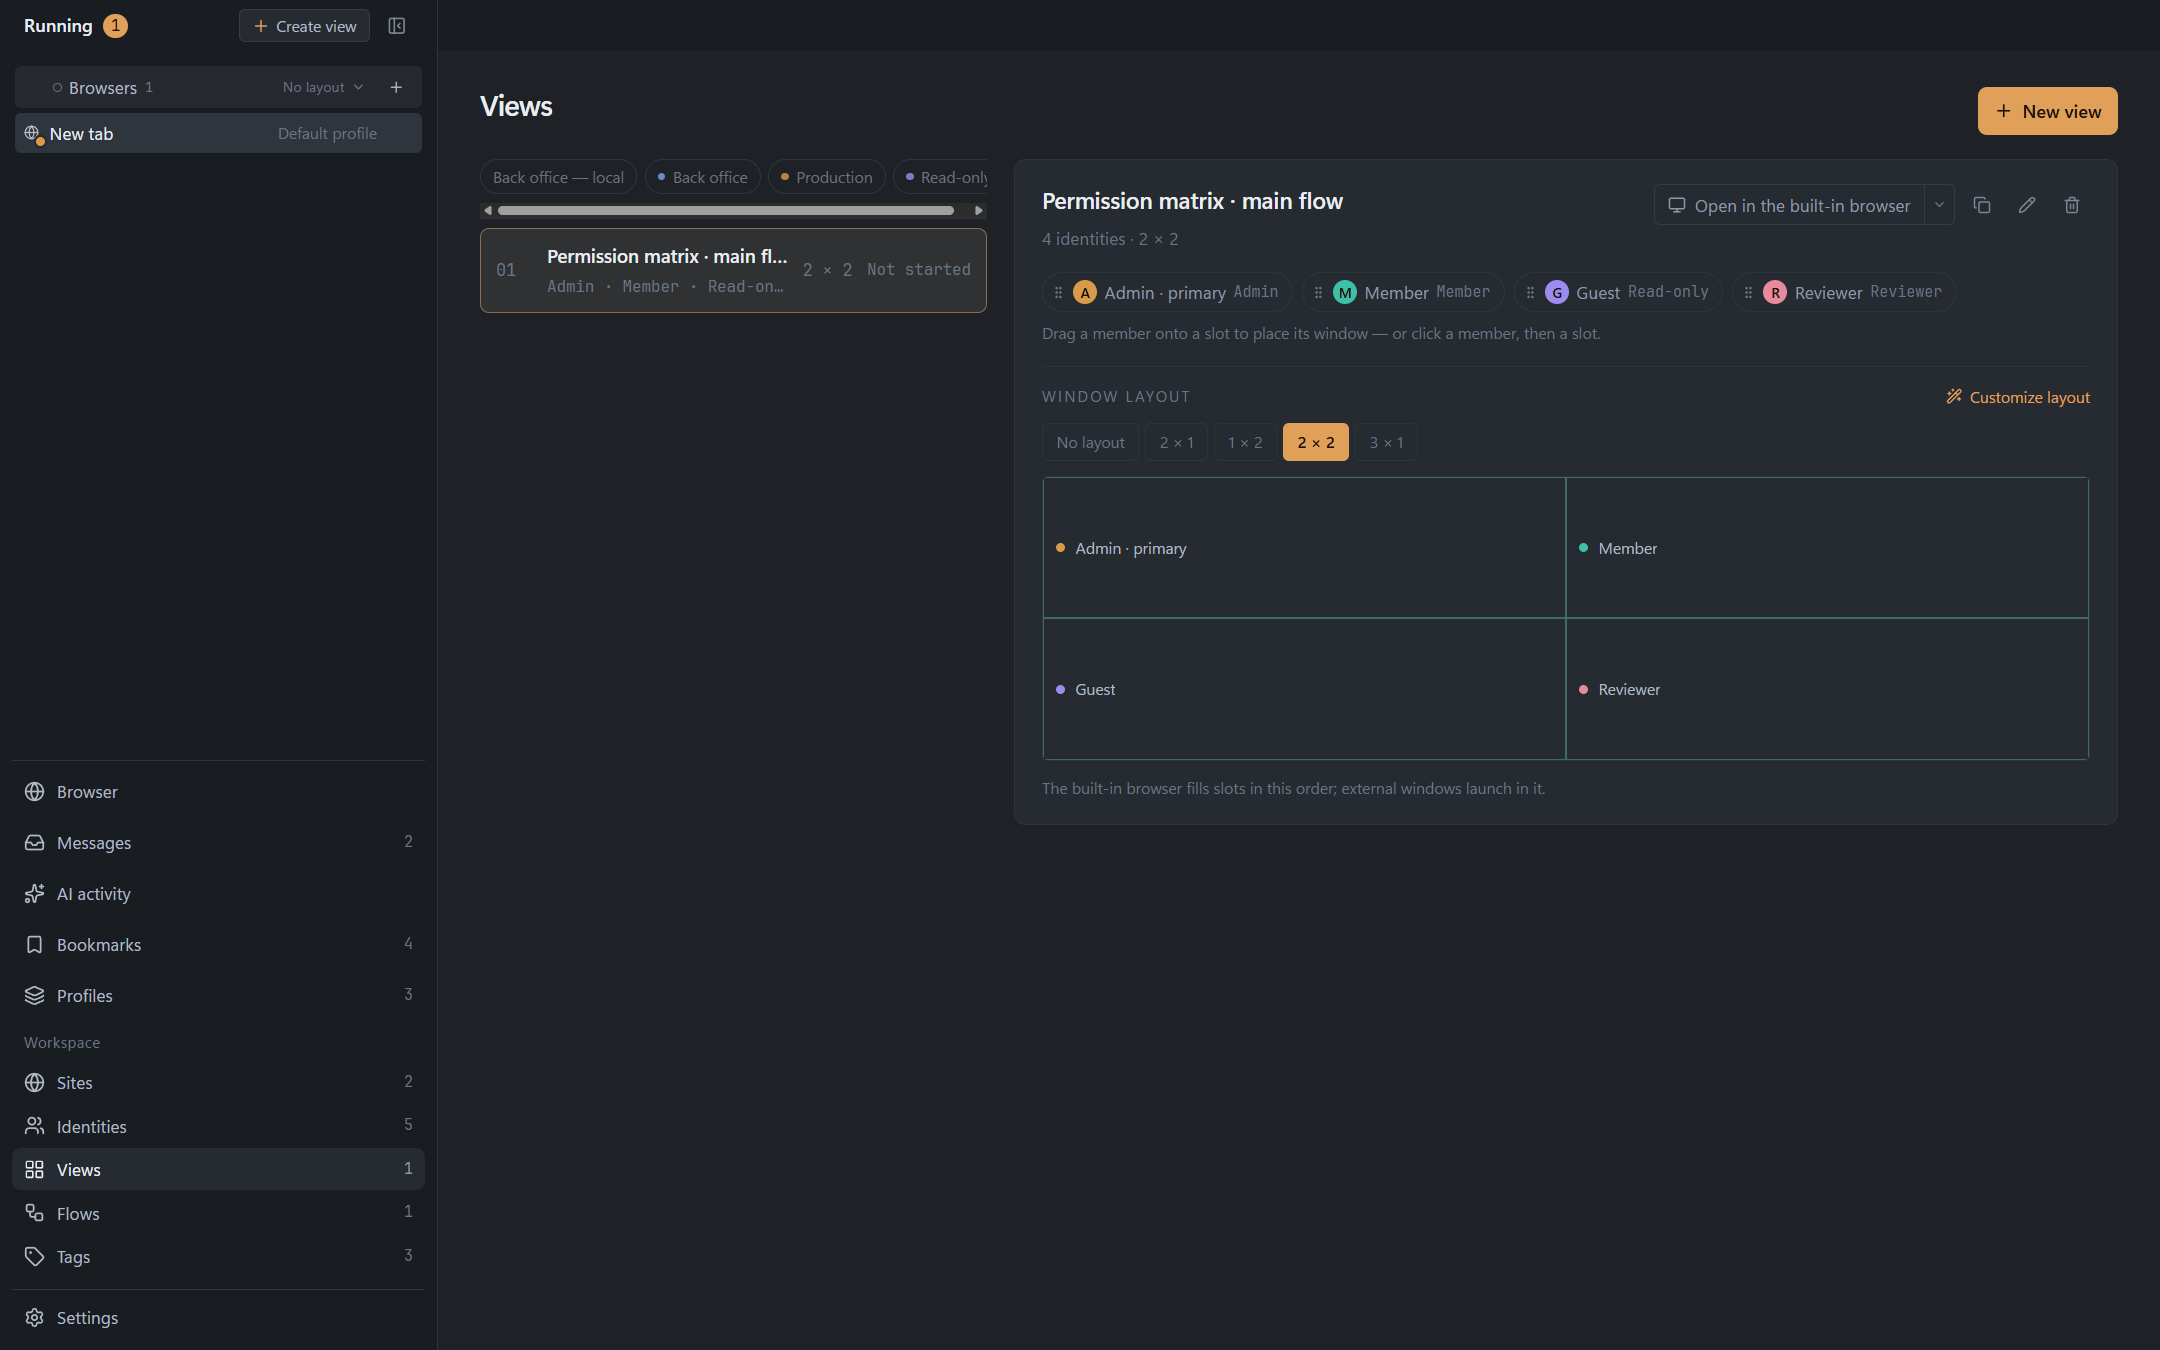 Running 1
Create view
Browsers 1
No layout
New tab
Default profile
Browser
Messages 2
AI activity
Bookmarks 4
Profiles 3
Workspace
Sites 2
Identities 5
Views 1
Flows 1
Tags 3
Settings
Views
New view
Back office — local
Back office
Production
Read-only
01
Permission matrix · main fl...
Admin · Member · Read-on…
2 × 2
Not started
Permission matrix · main flow
Open in the built-in browser
4 identities · 2 × 2
A Admin · primary Admin
M Member Member
G Guest Read-only
R Reviewer Reviewer
Drag a member onto a slot to place its window — or click a member, then a slot.
WINDOW LAYOUT
Customize layout
No layout
2 × 1
1 × 2
2 × 2
3 × 1
Admin · primary
Member
Guest
Reviewer
The built-in browser fills slots in this order; external windows launch in it.